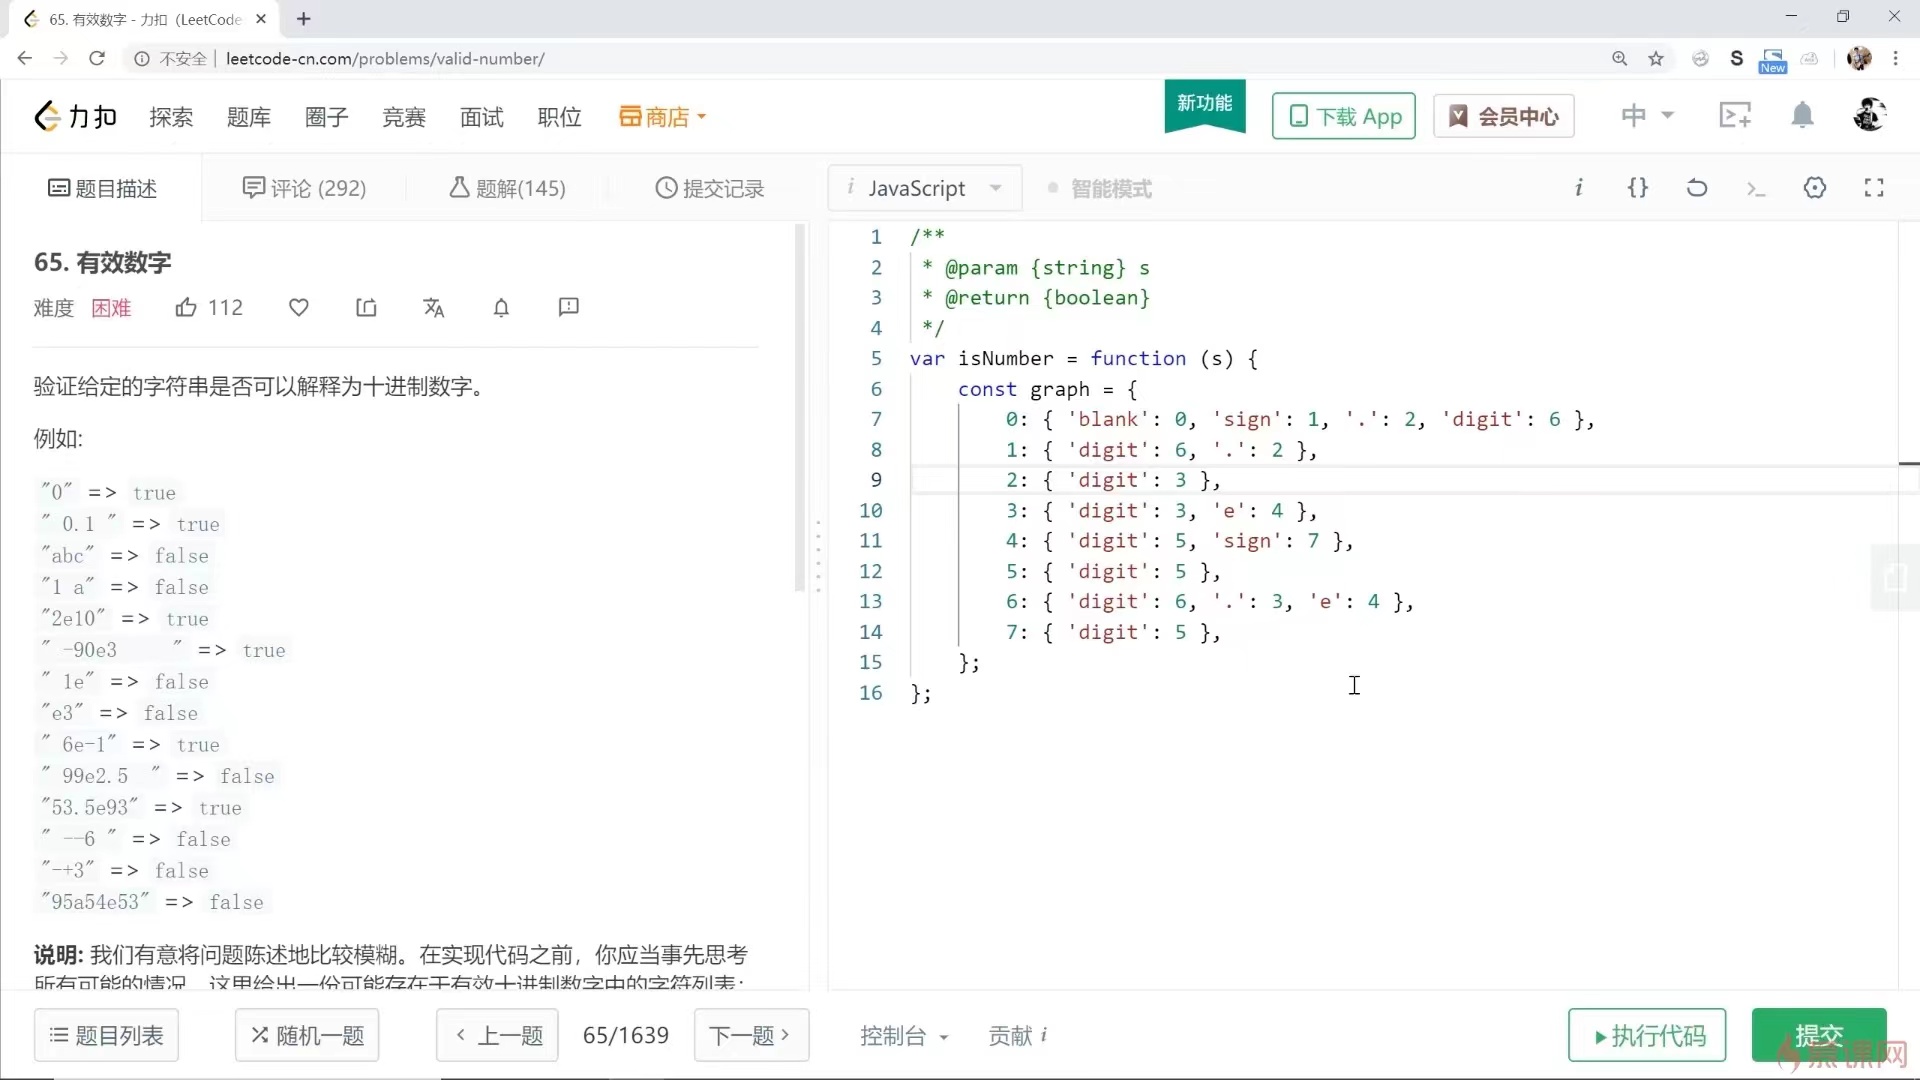 65. 有效数字 - 力扣 (LeetCode
不安全 | leetcode-cn.com/problems/valid-number/
S
New
力扣 探索 题库 圈子 竞赛 面试 职位 商店
新功能
下载 App
会员中心
中
题目描述 评论 (292) 题解(145) 提交记录
i JavaScript 智能模式
i {} >_
65. 有效数字
难度 困难 112
验证给定的字符串是否可以解释为十进制数字。
例如:
"0" => true
" 0.1 " => true
"abc" => false
"1 a" => false
"2e10" => true
" -90e3   " => true
" 1e" => false
"e3" => false
" 6e-1" => true
" 99e2.5  " => false
"53.5e93" => true
" --6 " => false
"-+3" => false
"95a54e53" => false
说明: 我们有意将问题陈述地比较模糊。在实现代码之前，你应当事先思考
所有可能的情况。这里给出一份可能存在于有效十进制数字中的字符列表：
1 /**
2  * @param {string} s
3  * @return {boolean}
4  */
5 var isNumber = function (s) {
6     const graph = {
7         0: { 'blank': 0, 'sign': 1, '.': 2, 'digit': 6 },
8         1: { 'digit': 6, '.': 2 },
9         2: { 'digit': 3 },
10         3: { 'digit': 3, 'e': 4 },
11         4: { 'digit': 5, 'sign': 7 },
12         5: { 'digit': 5 },
13         6: { 'digit': 6, '.': 3, 'e': 4 },
14         7: { 'digit': 5 },
15     };
16 };
题目列表 随机一题 < 上一题 65/1639 下一题 > 控制台 贡献 i 执行代码 提交
慕课网